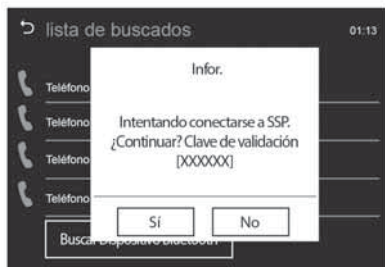 lista de buscados 01:13
Infor.
Teléfono
Intentando conectarse a SSP.
Teléfono
¿Continuar? Clave de validación
Teléfono
[XXXXXX]
Teléfono
Sí No
Buscar Dispositivo Bluetooth